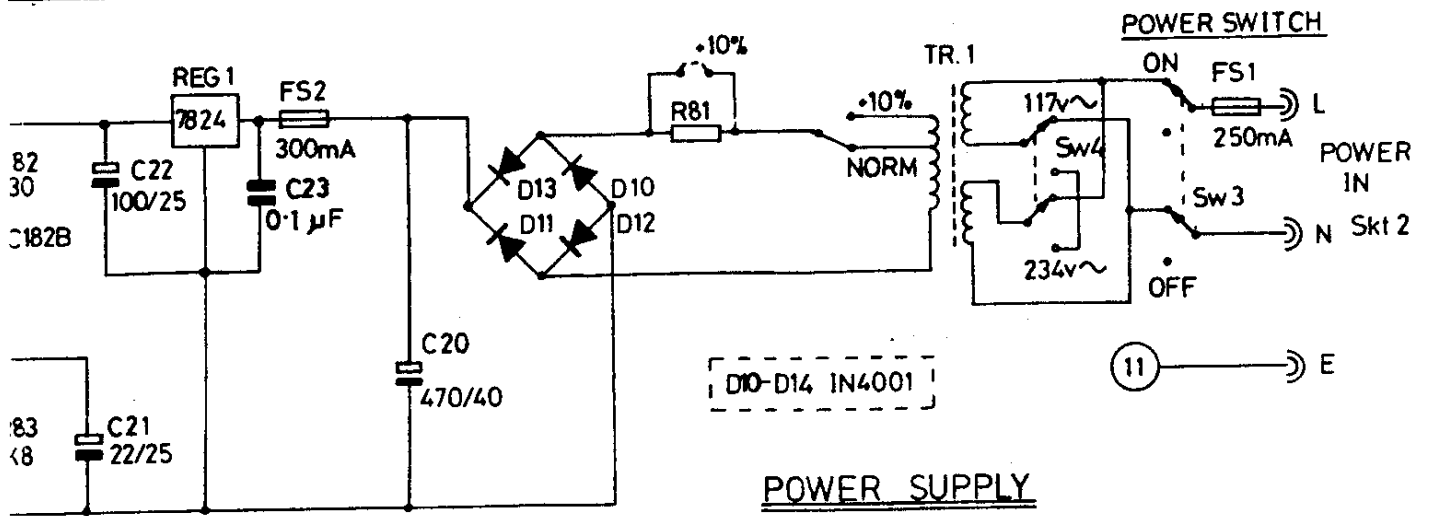 POWER SWITCH
+10%
TR.1
ON
FS1
REG 1
7824
FS2
300mA
R81
+10%
NORM
117v~
Sw4
234v~
250mA
L
POWER
IN
Skt 2
N
Sw3
OFF
82
30
C182B
C22
100/25
C23
0·1 µF
D13
D10
D11
D12
C20
470/40
D10-D14 IN4001
11
E
83
K8
C21
22/25
POWER SUPPLY